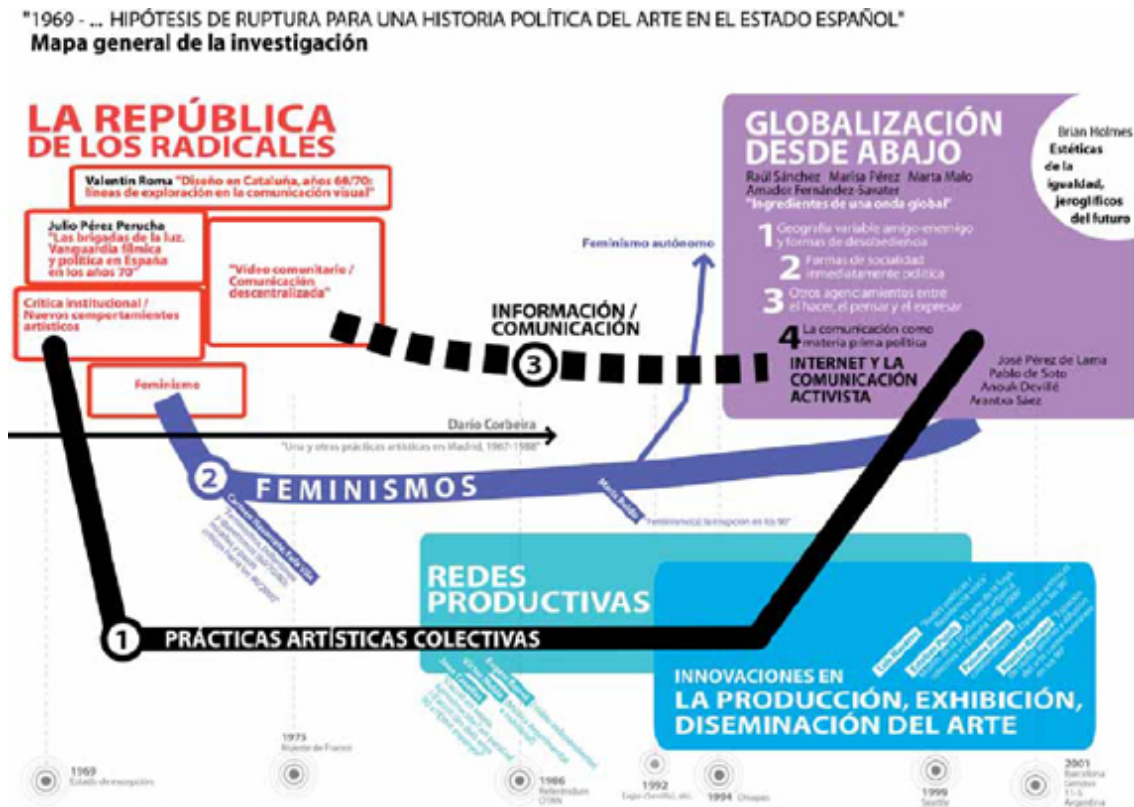 "1969 - ... HIPÓTESIS DE RUPTURA PARA UNA HISTORIA POLÍTICA DEL ARTE EN EL ESTADO ESPAÑOL"
Mapa general de la investigación
LA REPÚBLICA
DE LOS RADICALES
Valentín Roma "Diseño en Cataluña, años 60/70:
líneas de exploración en la comunicación visual"
Julio Pérez Perucha
"Las brigadas de la luz.
Vanguardia fílmica
y política en España
en los años 70"
"Vídeo comunitario /
Comunicación
descentralizada"
Crítica institucional /
Nuevos comportamientos
artísticos
Feminismo
GLOBALIZACIÓN
DESDE ABAJO
Raúl Sánchez Marisa Pérez Marta Malo
Amador Fernández-Savater
"Ingredientes de una onda global"
1 Geografía variable amigo-enemigo
y formas de desobediencia
2 Formas de socialidad
inmediatamente política
3 Otros agenciamientos entre
el hacer, el pensar y el expresar
4 La comunicación como
materia prima política
INTERNET Y LA
COMUNICACIÓN
ACTIVISTA
José Pérez de Lama
Pablo de Soto
Anouk Devillé
Arantxa Sáez
Brian Holmes
Estéticas
de la
igualdad,
jeroglíficos
del futuro
Feminismo autónomo
INFORMACIÓN /
COMUNICACIÓN
3
Darío Corbeira
"Una y otras prácticas artísticas en Madrid, 1967-1988"
2 FEMINISMOS
REDES
PRODUCTIVAS
1 PRÁCTICAS ARTÍSTICAS COLECTIVAS
INNOVACIONES EN
LA PRODUCCIÓN, EXHIBICIÓN,
DISEMINACIÓN DEL ARTE
1969
Estado de excepción
1975
Muerte de Franco
1986
Referéndum
OTAN
1992
1994 Chiapas
1999
Seattle
2001
Barcelona
Génova
11-S
Argentina